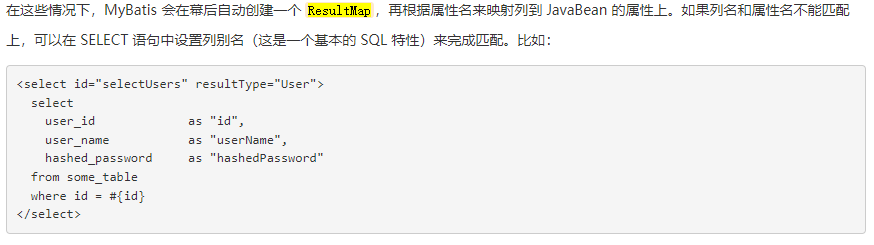 在这些情况下，MyBatis 会在幕后自动创建一个 ResultMap，再根据属性名来映射列到 JavaBean 的属性上。如果列名和属性名不能匹配
上，可以在 SELECT 语句中设置列别名（这是一个基本的 SQL 特性）来完成匹配。比如：
<select id="selectUsers" resultType="User">
  select
    user_id             as "id",
    user_name           as "userName",
    hashed_password     as "hashedPassword"
  from some_table
  where id = #{id}
</select>